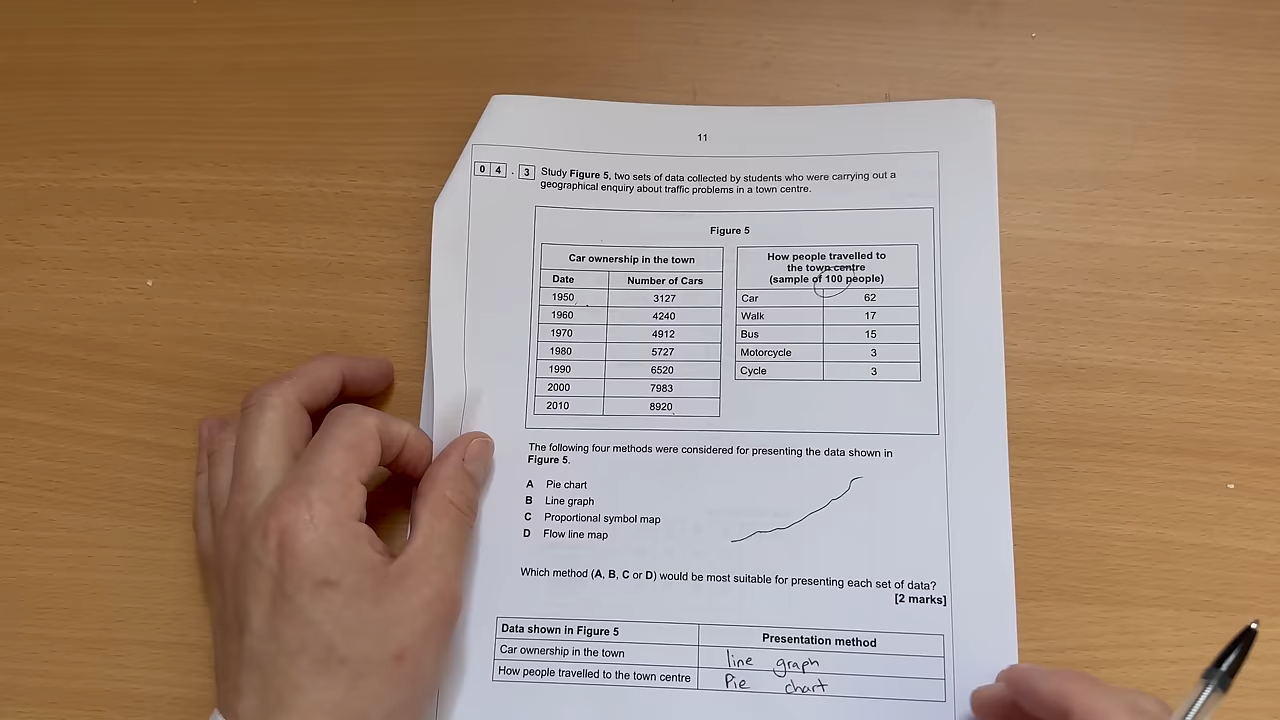 11
0 4 . 3 Study Figure 5, two sets of data collected by students who were carrying out a
geographical enquiry about traffic problems in a town centre.
Figure 5
Car ownership in the town
Date Number of Cars
1950 3127
1960 4240
1970 4912
1980 5727
1990 6520
2000 7983
2010 8920
How people travelled to
the town centre
(sample of 100 people)
Car 62
Walk 17
Bus 15
Motorcycle 3
Cycle 3
The following four methods were considered for presenting the data shown in
Figure 5.
A Pie chart
B Line graph
C Proportional symbol map
D Flow line map
Which method (A, B, C or D) would be most suitable for presenting each set of data?
[2 marks]
Data shown in Figure 5 Presentation method
Car ownership in the town line graph
How people travelled to the town centre Pie chart